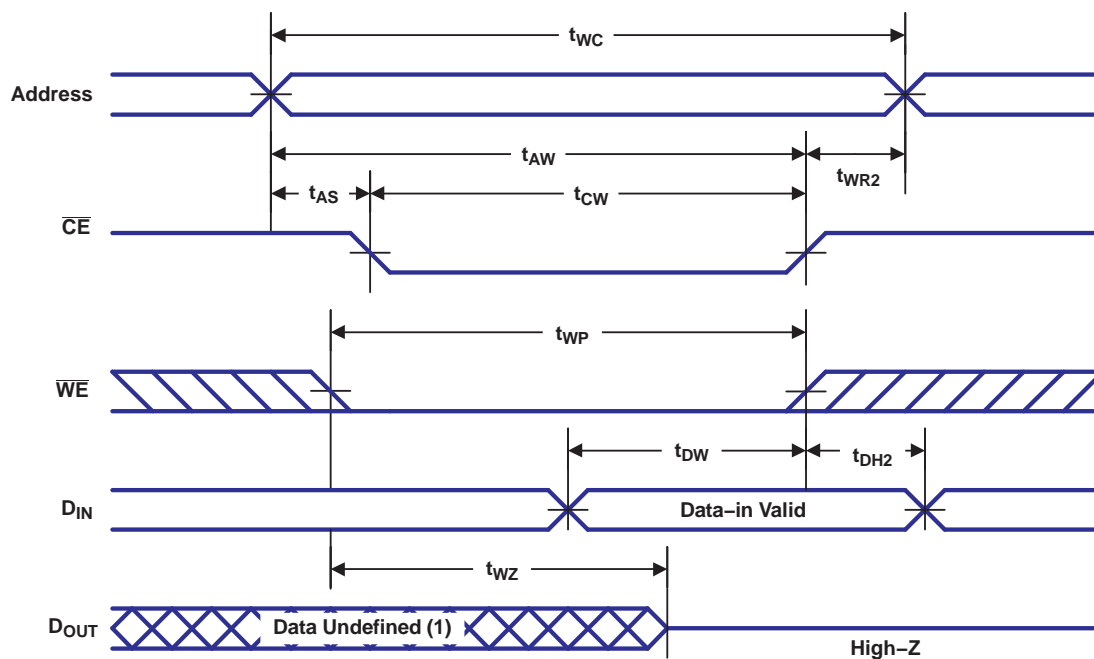 tWC
Address
tAW
tWR2
tAS
tCW
CE
tWP
WE
tDW
tDH2
DIN
Data–in Valid
tWZ
DOUT
Data Undefined (1)
High–Z